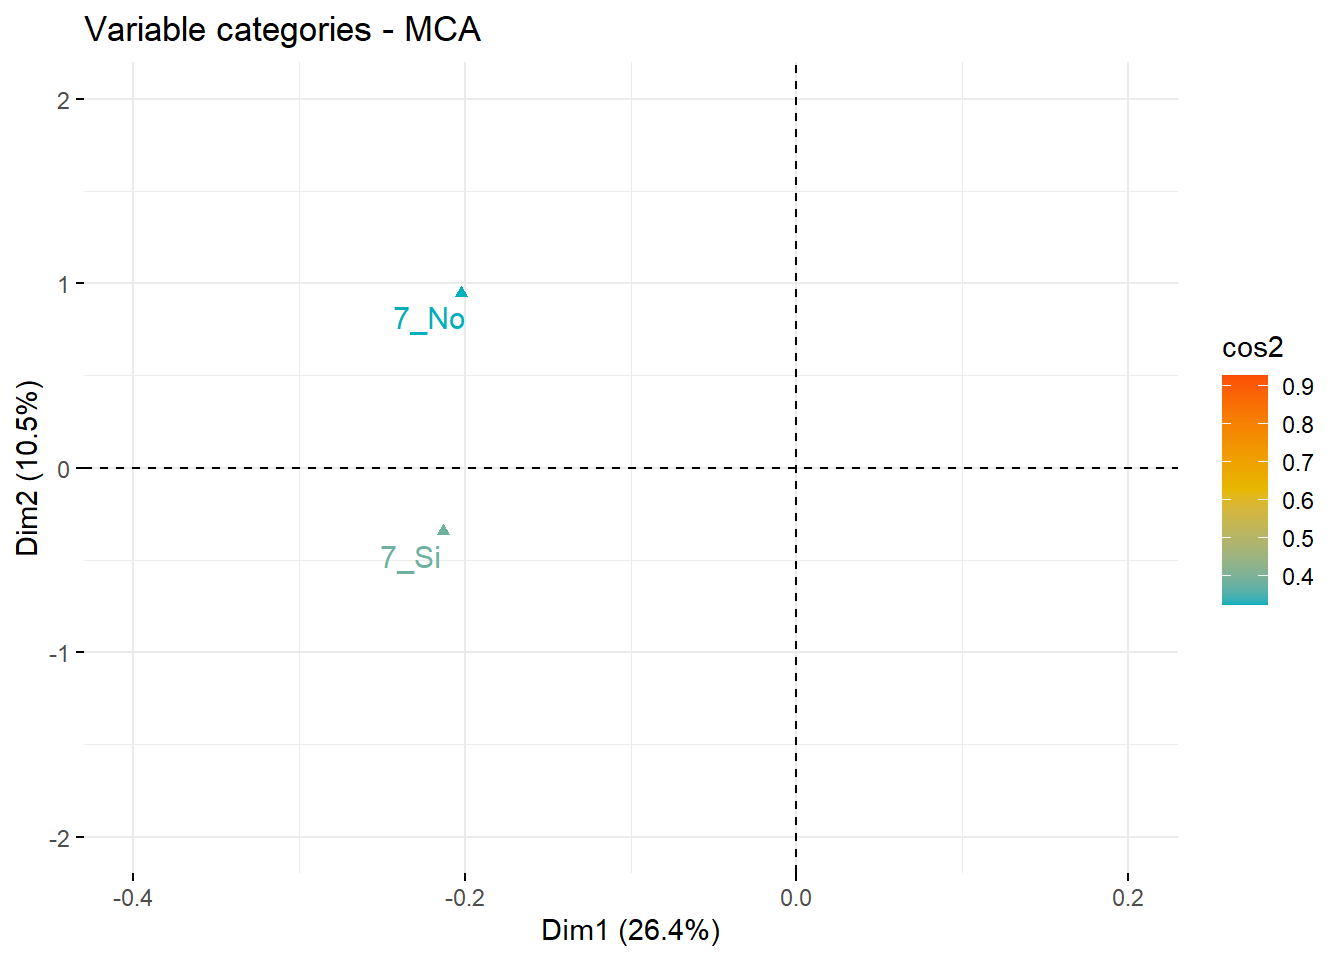 Variable categories - MCA
2
1
0
-1
-2
Dim2 (10.5%)
7_No
7_Si
-0.4
-0.2
0.0
0.2
Dim1 (26.4%)
cos2
0.9
0.8
0.7
0.6
0.5
0.4